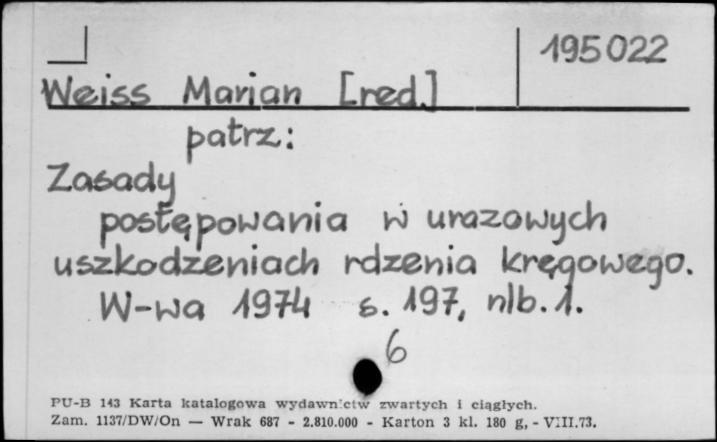 195022
Weiss Marian [red.]
patrz:
Zasady
postępowania w urazowych
uszkodzeniach rdzenia kręgowego.
W-wa 1974 s. 197, nlb. 1.
6
PU-B 143 Karta katalogowa wydawnictw zwartych i ciągłych.
Zam. 1137/DW/On — Wrak 687 - 2.810.000 - Karton 3 kl. 180 g, - VIII.73.